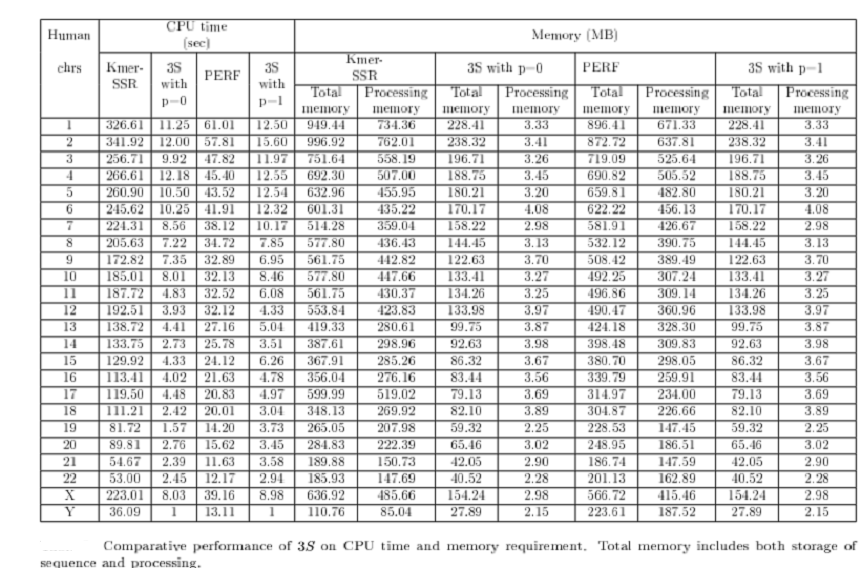 Human CPU time (sec) Memory (MB)
chrs Kmer-SSR 3S with p=0 PERF 3S with p=1 Kmer-SSR 3S with p=0 PERF 3S with p=1
Total memory Processing memory Total memory Processing memory Total memory Processing memory Total memory Processing memory
1 326.61 11.25 61.01 12.50 949.44 734.36 228.41 3.33 896.41 671.33 228.41 3.33
2 341.92 12.00 57.81 15.60 996.92 762.01 238.32 3.41 872.72 637.81 238.32 3.41
3 256.71 9.92 47.82 11.97 751.64 558.19 196.71 3.26 719.09 525.64 196.71 3.26
4 266.61 12.18 45.40 12.55 692.30 507.00 188.75 3.45 690.82 505.52 188.75 3.45
5 260.90 10.50 43.52 12.54 632.96 455.95 180.21 3.20 659.81 482.80 180.21 3.20
6 245.62 10.25 41.91 12.32 601.31 435.22 170.17 4.08 622.22 456.13 170.17 4.08
7 224.31 8.56 38.12 10.17 514.28 359.04 158.22 2.98 581.91 426.67 158.22 2.98
8 205.63 7.22 34.72 7.85 577.80 436.43 144.45 3.13 532.12 390.75 144.45 3.13
9 172.82 7.35 32.89 6.95 561.75 442.82 122.63 3.70 508.42 389.49 122.63 3.70
10 185.01 8.01 32.13 8.46 577.80 447.66 133.41 3.27 492.25 307.24 133.41 3.27
11 187.72 4.83 32.52 6.08 561.75 430.37 134.26 3.25 496.86 309.14 134.26 3.25
12 192.51 3.93 32.12 4.33 553.84 423.83 133.98 3.97 490.47 360.96 133.98 3.97
13 138.72 4.41 27.16 5.04 419.33 280.61 99.75 3.87 424.18 328.30 99.75 3.87
14 133.75 2.73 25.78 3.51 387.61 298.96 92.63 3.98 398.48 309.83 92.63 3.98
15 129.92 4.33 24.12 6.26 367.91 285.26 86.32 3.67 380.70 298.05 86.32 3.67
16 113.41 4.02 21.63 4.78 356.04 276.16 83.44 3.56 339.79 259.91 83.44 3.56
17 119.50 4.48 20.83 4.97 599.99 519.02 79.13 3.69 314.97 234.00 79.13 3.69
18 111.21 2.42 20.01 3.04 348.13 269.92 82.10 3.89 304.87 226.66 82.10 3.89
19 81.72 1.57 14.20 3.73 265.05 207.98 59.32 2.25 228.53 147.45 59.32 2.25
20 89.81 2.76 15.62 3.45 284.83 222.39 65.46 3.02 248.95 186.51 65.46 3.02
21 54.67 2.39 11.63 3.58 189.88 150.73 42.05 2.90 186.74 147.59 42.05 2.90
22 53.00 2.45 12.17 2.94 185.93 147.69 40.52 2.28 201.13 162.89 40.52 2.28
X 223.01 8.03 39.16 8.98 636.92 485.66 154.24 2.98 566.72 415.46 154.24 2.98
Y 36.09 1 13.11 1 110.76 85.04 27.89 2.15 223.61 187.52 27.89 2.15
Comparative performance of 3S on CPU time and memory requirement. Total memory includes both storage of
sequence and processing.